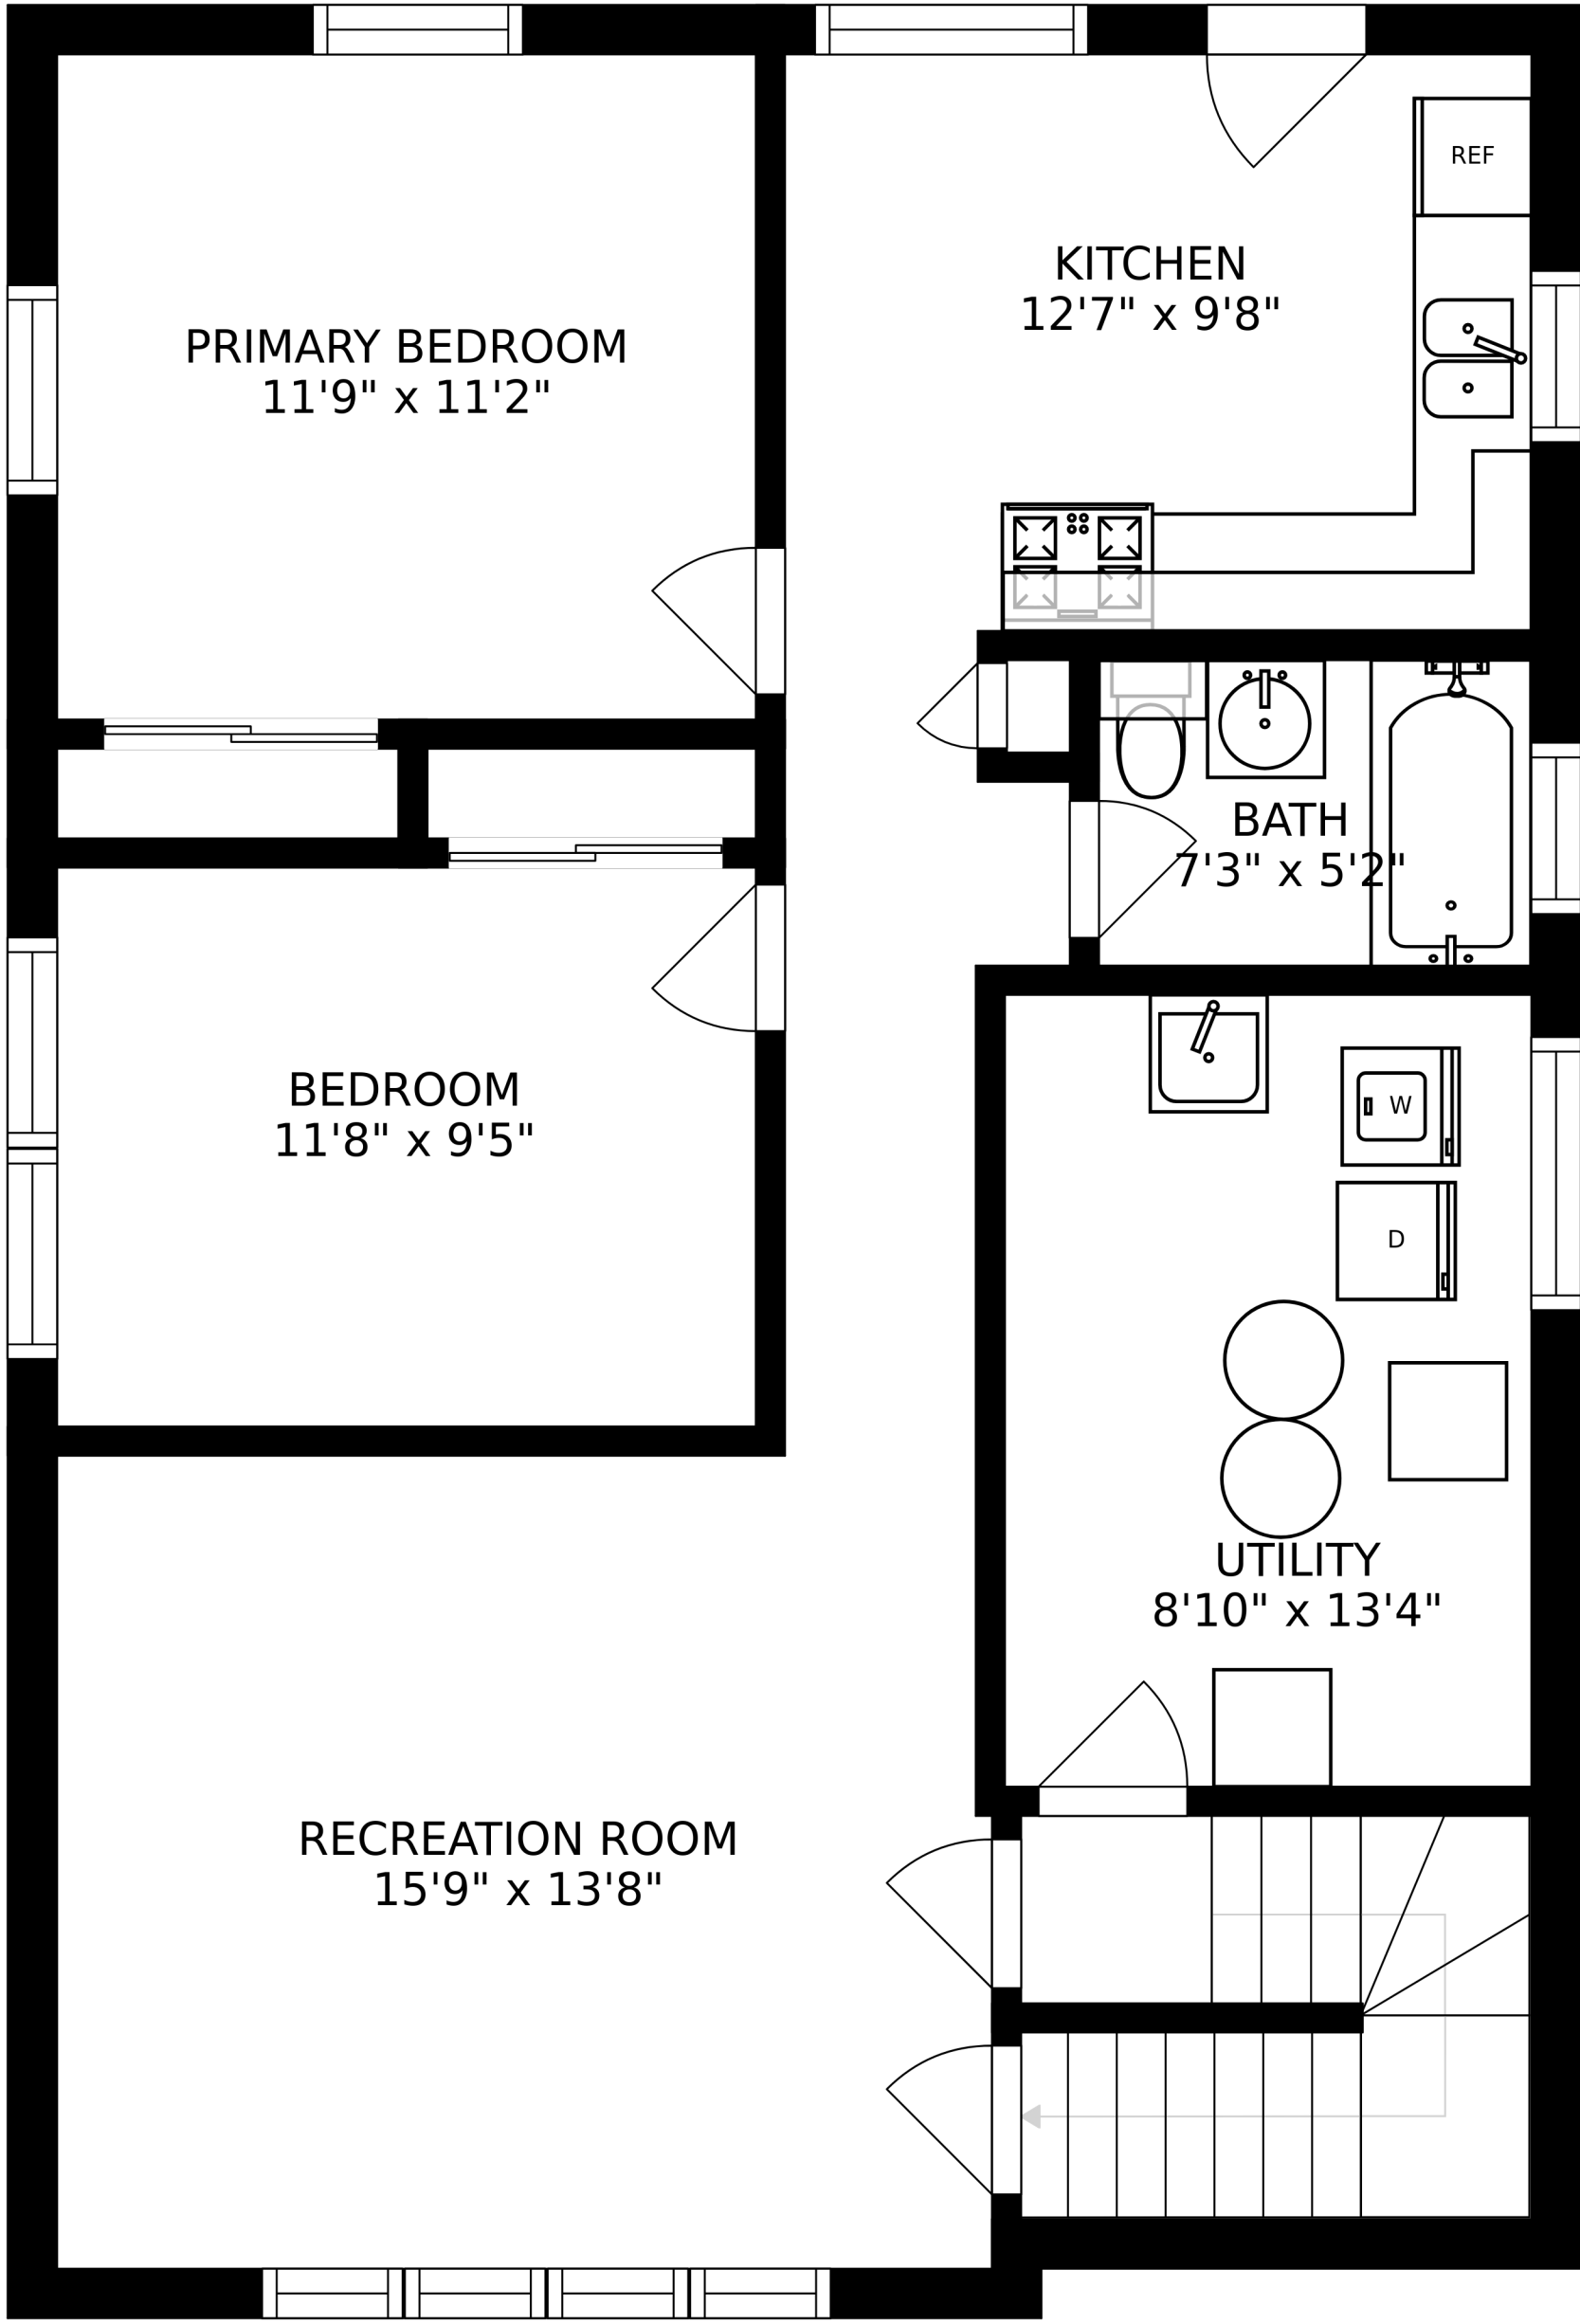 REF
KITCHEN
12'7" x 9'8"
PRIMARY BEDROOM
11'9" x 11'2"
BATH
7'3" x 5'2"
BEDROOM
11'8" x 9'5"
W
D
UTILITY
8'10" x 13'4"
RECREATION ROOM
15'9" x 13'8"